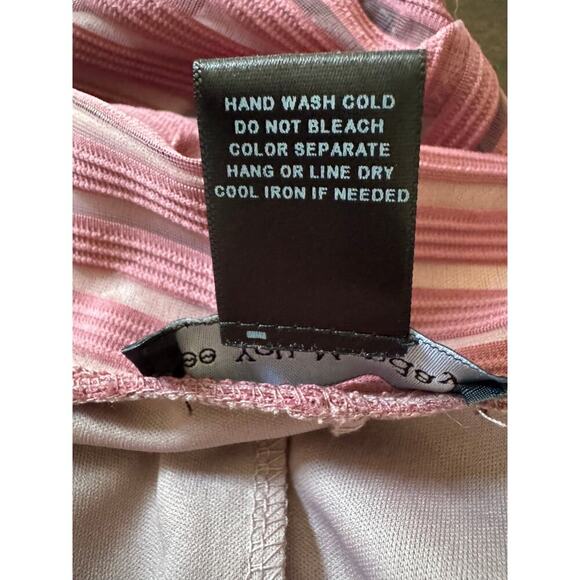 HAND WASH COLD
DO NOT BLEACH
COLOR SEPARATE
HANG OR LINE DRY
COOL IRON IF NEEDED